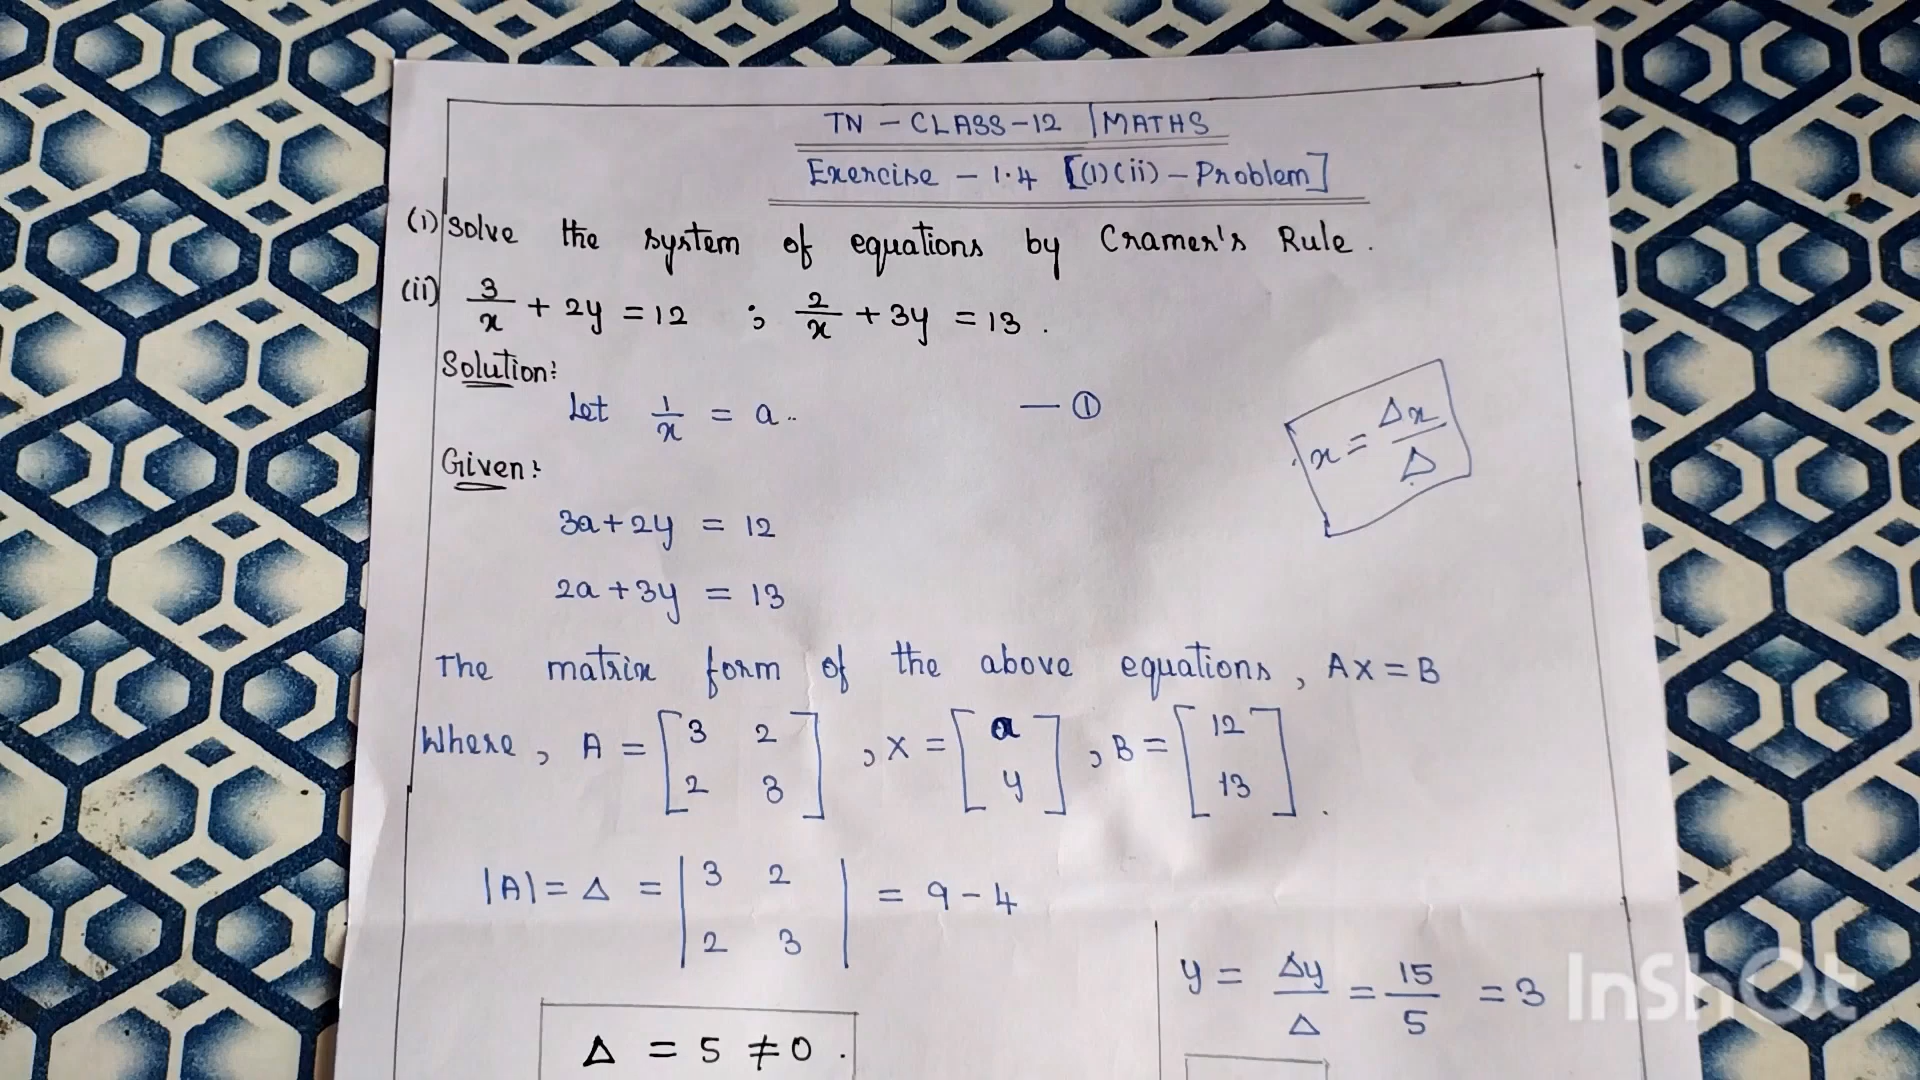 TN - CLASS-12 | MATHS
Exercise - 1.4 [(1)(ii) - Problem]
(1) Solve the system of equations by Cramer's Rule.
(ii) 3/x + 2y = 12 ; 2/x + 3y = 13.
Solution:
Let 1/x = a.. — ①
x = Δx/Δ
Given:
3a + 2y = 12
2a + 3y = 13
The matrix form of the above equations, AX = B
Where, A = [3 2
2 3], X = [a
y], B = [12
13].
|A| = Δ = |3 2
2 3| = 9 - 4
Δ = 5 ≠ 0.
y = Δy/Δ = 15/5 = 3
InShOt